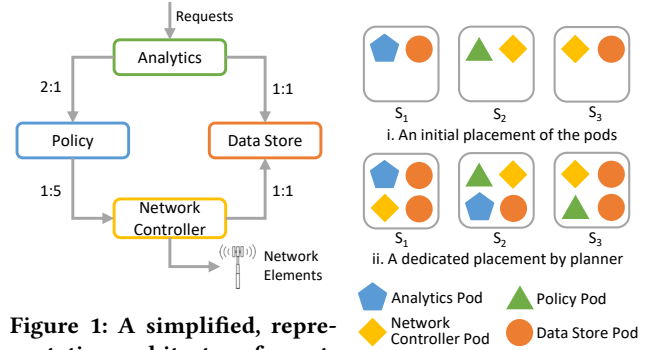 Requests
Analytics
2:1
1:1
Policy
Data Store
1:5
1:1
Network
Controller
Network
Elements
Figure 1: A simplified, repre-
S1
S2
S3
i. An initial placement of the pods
S1
S2
S3
ii. A dedicated placement by planner
Analytics Pod
Policy Pod
Network
Controller Pod
Data Store Pod